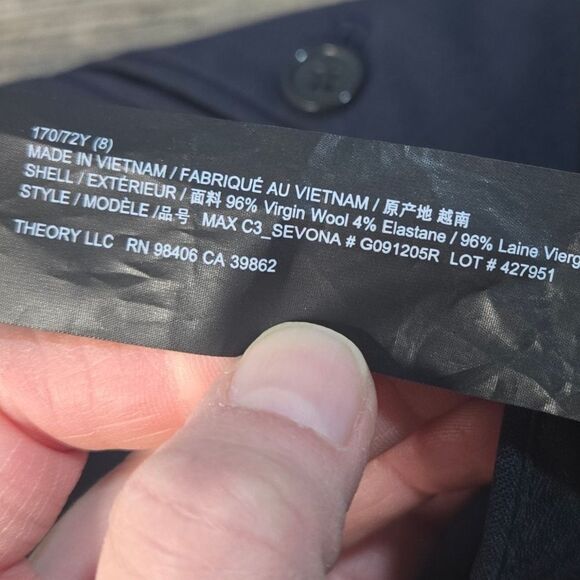 170/72Y (8)
MADE IN VIETNAM / FABRIQUÉ AU VIETNAM / 原产地 越南
SHELL / EXTÉRIEUR / 面料 96% Virgin Wool 4% Elastane / 96% Laine Vierg
STYLE / MODÈLE /品号 MAX C3_SEVONA # G091205R LOT # 427951
THEORY LLC RN 98406 CA 39862